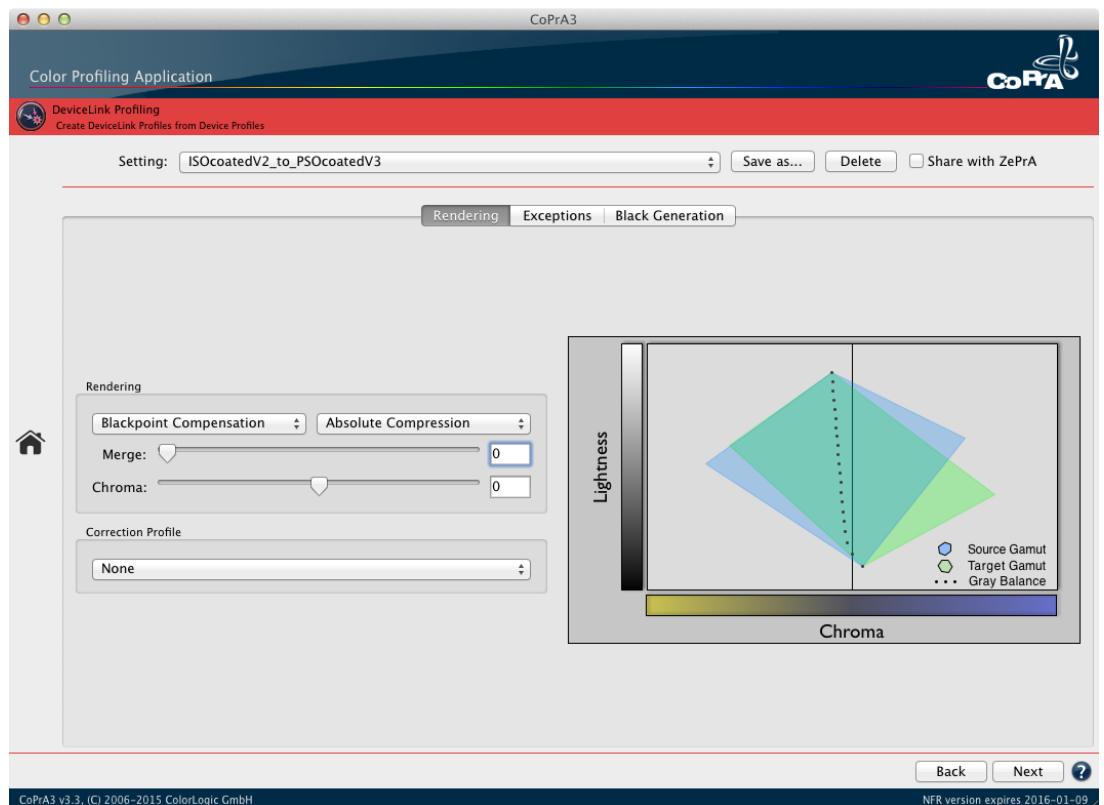 CoPrA3
Color Profiling Application
CoPrA
DeviceLink Profiling
Create DeviceLink Profiles from Device Profiles
Setting: ISOcoatedV2_to_PSOcoatedV3 Save as... Delete Share with ZePrA
Rendering Exceptions Black Generation
Rendering
Blackpoint Compensation Absolute Compression
Merge: 0
Chroma: 0
Correction Profile
None
Lightness
Source Gamut
Target Gamut
Gray Balance
Chroma
Back Next ?
CoPrA3 v3.3, (C) 2006-2015 ColorLogic GmbH NFR version expires 2016-01-09